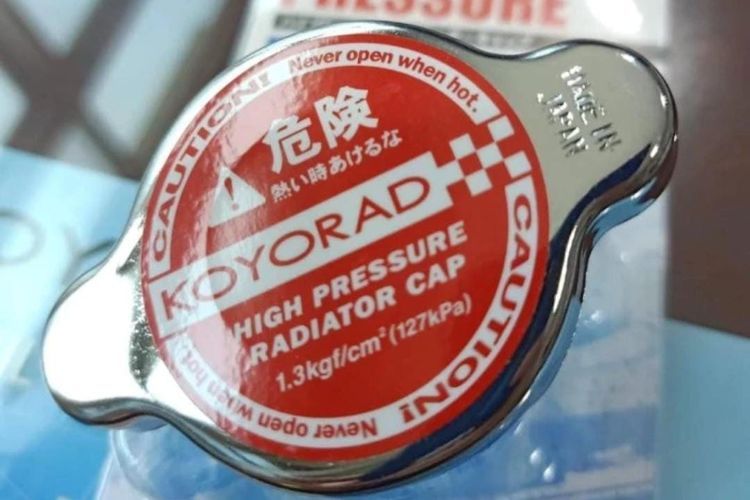 PRESSURE
CAUTION! Never open when hot.
危険
熱い時あけるな
KOYORAD
HIGH PRESSURE
RADIATOR CAP
1.3kgf/cm² (127kPa)
CAUTION! Never open when hot.
MADE IN
JAPAN